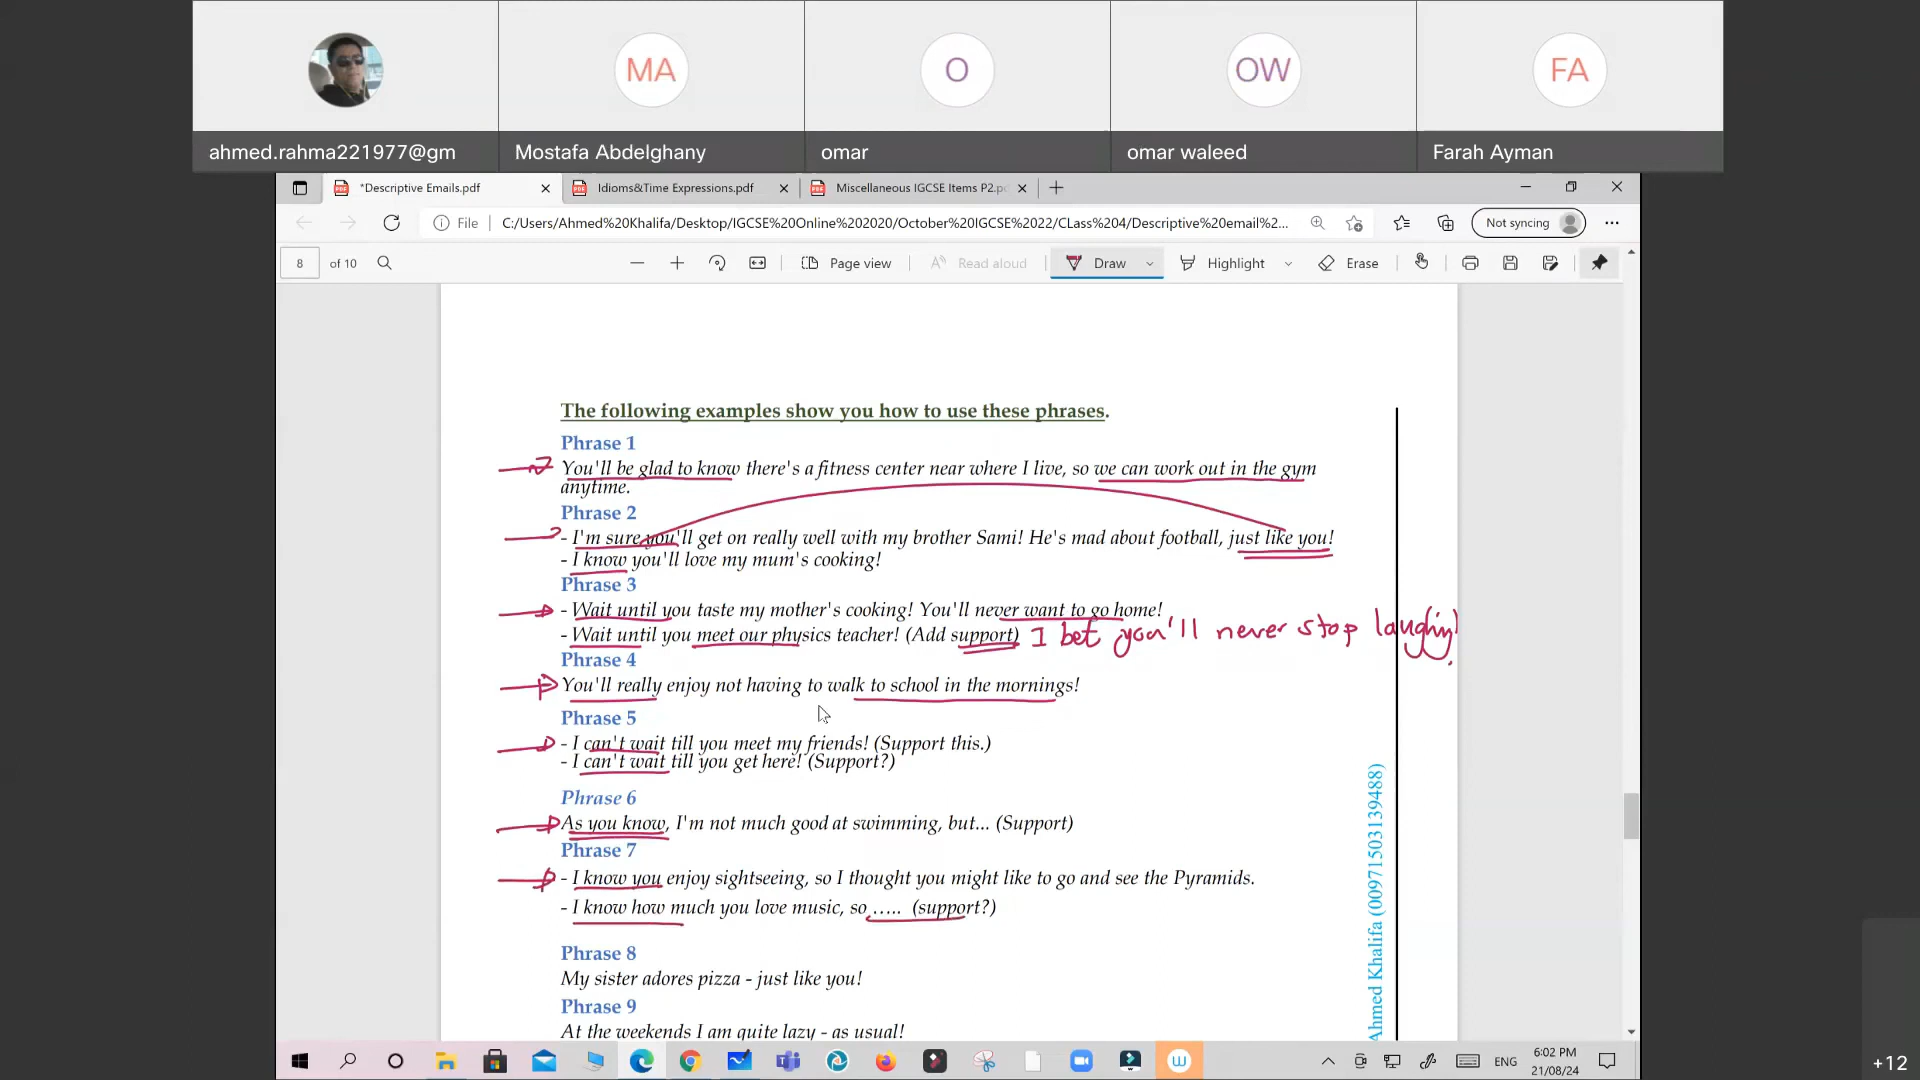 MA
O
OW
FA
ahmed.rahma221977@gm
Mostafa Abdelghany
omar
omar waleed
Farah Ayman
*Descriptive Emails.pdf
Idioms&Time Expressions.pdf
Miscellaneous IGCSE Items P2.pc
File
C:/Users/Ahmed%20Khalifa/Desktop/IGCSE%20Online%202020/October%20IGCSE%2022/CLass%204/Descriptive%20email%2...
Not syncing
8 of 10
Page view
Read aloud
Draw
Highlight
Erase
The following examples show you how to use these phrases.
Phrase 1
You'll be glad to know there's a fitness center near where I live, so we can work out in the gym
anytime.
Phrase 2
- I'm sure you'll get on really well with my brother Sami! He's mad about football, just like you!
- I know you'll love my mum's cooking!
Phrase 3
- Wait until you taste my mother's cooking! You'll never want to go home!
- Wait until you meet our physics teacher! (Add support) I bet you'll never stop laughing!
Phrase 4
You'll really enjoy not having to walk to school in the mornings!
Phrase 5
- I can't wait till you meet my friends! (Support this.)
- I can't wait till you get here! (Support?)
Phrase 6
As you know, I'm not much good at swimming, but... (Support)
Phrase 7
- I know you enjoy sightseeing, so I thought you might like to go and see the Pyramids.
- I know how much you love music, so ..... (support?)
Phrase 8
My sister adores pizza - just like you!
Phrase 9
At the weekends I am quite lazy - as usual!
Ahmed Khalifa (00971503139488)
ENG
6:02 PM
21/08/24
+12